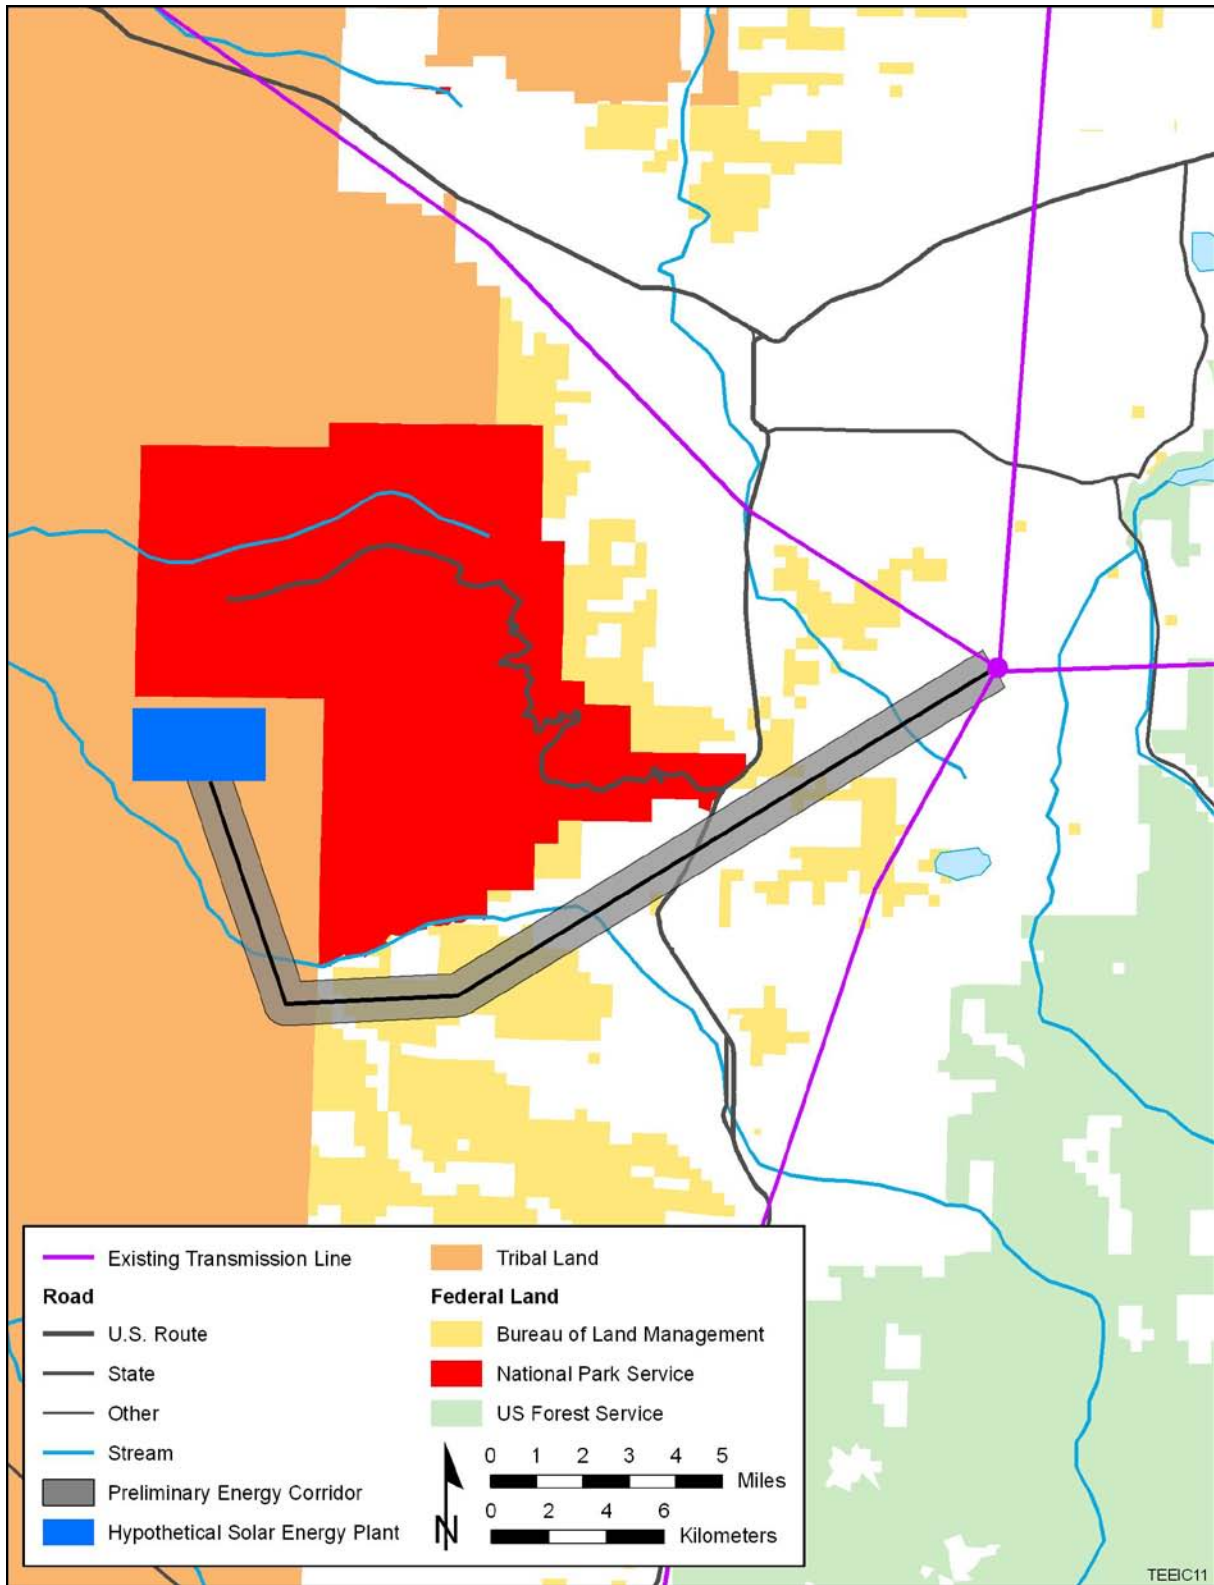 Existing Transmission Line
Road
U.S. Route
State
Other
Stream
Preliminary Energy Corridor
Hypothetical Solar Energy Plant
Tribal Land
Federal Land
Bureau of Land Management
National Park Service
US Forest Service
0 1 2 3 4 5
Miles
0 2 4 6
Kilometers
N
TEEIC11